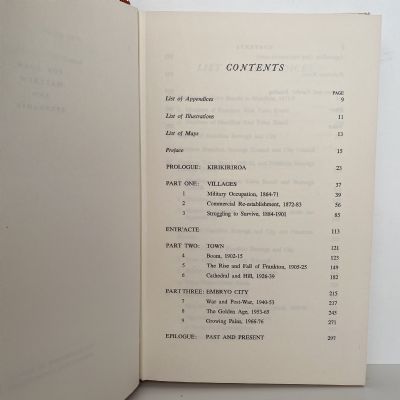 CONTENTS
PAGE
List of Appendices 9
List of Illustrations 11
List of Maps 13
Preface 15
PROLOGUE: KIRIKIRIROA 23
PART ONE: VILLAGES 37
1 Military Occupation, 1864-71 39
2 Commercial Re-establishment, 1872-83 56
3 Struggling to Survive, 1884-1901 85
ENTR'ACTE 113
PART TWO: TOWN 121
4 Boom, 1902-15 123
5 The Rise and Fall of Frankton, 1905-25 149
6 Cathedral and Hill, 1926-39 182
PART THREE: EMBRYO CITY 215
7 War and Post-War, 1940-53 217
8 The Golden Age, 1953-65 243
9 Growing Pains, 1966-76 271
EPILOGUE: PAST AND PRESENT 297